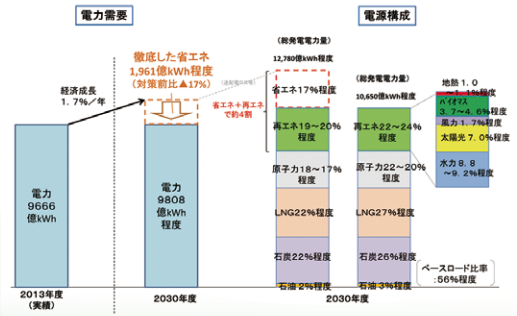 電力需要
電源構成
徹底した省エネ
1,961億kWh程度
(対策前比▲17%)
経済成長
1.7%/年
電力
9666
億kWh
電力
9808
億kWh
程度
2013年度
(実績)
2030年度
(総発電電力量)
12,780億kWh程度
省エネ+再エネ
で約4割
省エネ17%程度
再エネ19~20%
程度
原子力18~17%
程度
LNG22%程度
石炭22%程度
石油 2%程度
(総発電電力量)
10,650億kWh程度
再エネ22~24%
程度
原子力22~20%
程度
LNG27%程度
石炭26%程度
石油 3%程度
2030年度
地熱 1.0
~1.1%程度
バイオマス
3.7~4.6%程度
風力 1.7%程度
太陽光 7.0%程度
水力 8.8
~9.2%程度
ベースロード比率
:56%程度